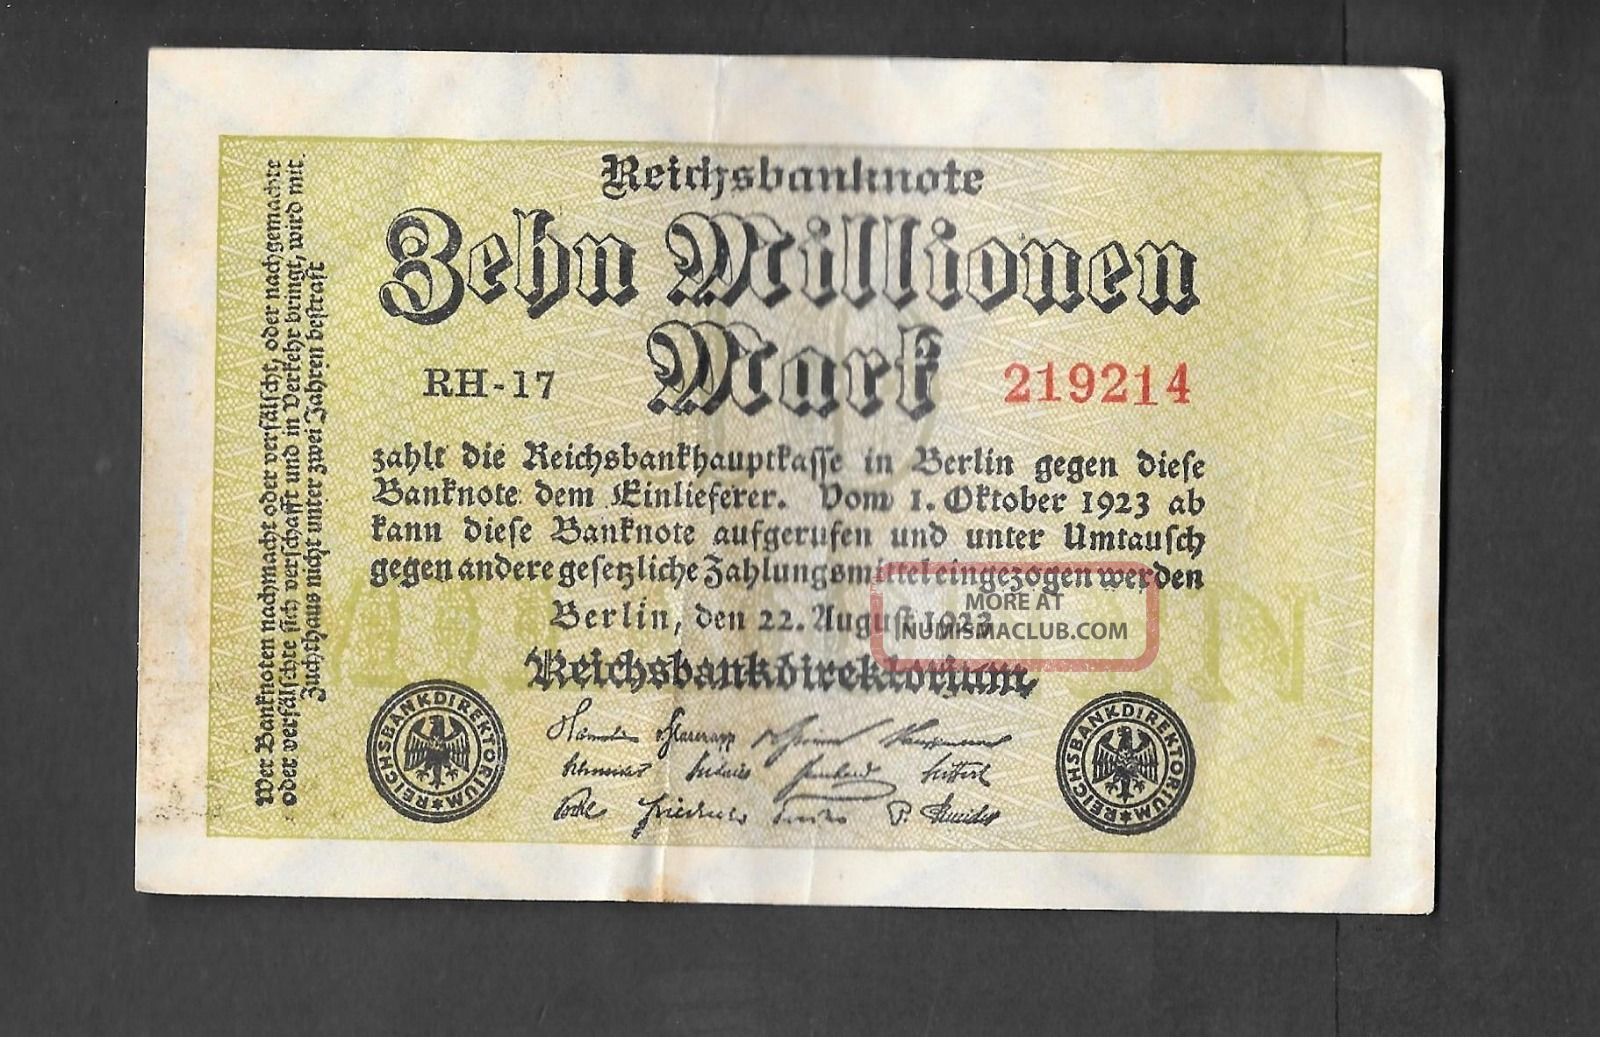 Reichsbanknote
Zehn Millionen
Mark
RH-17
219214
zahlt die Reichsbankhauptkasse in Berlin gegen diese
Banknote dem Einlieferer. Vom 1. Oktober 1923 ab
kann diese Banknote aufgerufen und unter Umtausch
gegen andere gesetzliche Zahlungsmittel eingezogen werden
Berlin, den 22. August 1923
Reichsbankdirektorium
REICHSBANKDIREKTORIUM
REICHSBANKDIREKTORIUM
Wer Banknoten nachmacht oder verfälscht, oder nachgemachte
oder verfälschte sich verschafft und in Verkehr bringt, wird mit
Zuchthaus nicht unter zwei Jahren bestraft
MORE AT
NUMISMACLUB.COM